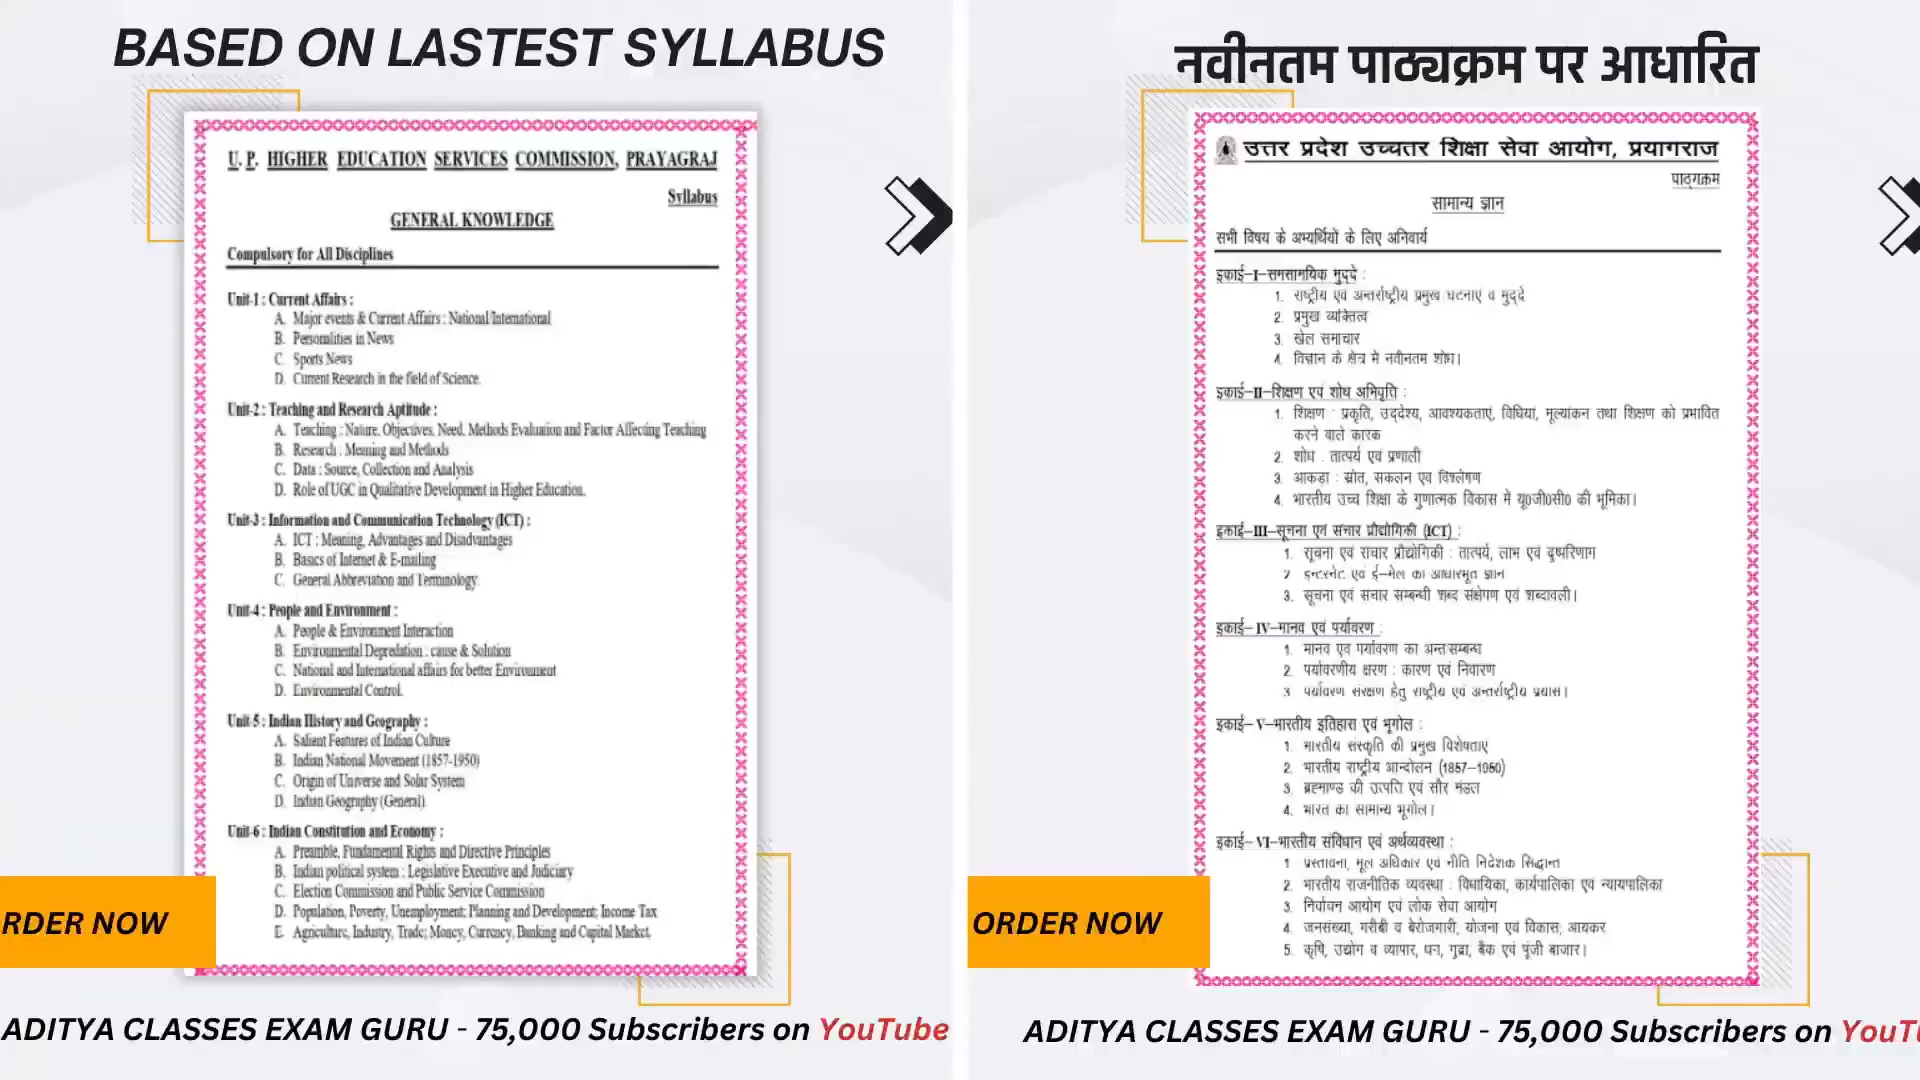 BASED ON LASTEST SYLLABUS
U. P. HIGHER EDUCATION SERVICES COMMISSION, PRAYAGRAJ
Syllabus
GENERAL KNOWLEDGE
Compulsory for All Disciplines
Unit-1 : Current Affairs :
A. Major events & Current Affairs : National/International
B. Personalities in News
C. Sports News
D. Current Research in the field of Science.
Unit-2 : Teaching and Research Aptitude :
A. Teaching : Nature, Objectives, Need, Methods Evaluation and Factor Affecting Teaching
B. Research : Meaning and Methods
C. Data : Source, Collection and Analysis
D. Role of UGC in Qualitative Development in Higher Education.
Unit-3 : Information and Communication Technology (ICT) :
A. ICT : Meaning, Advantages and Disadvantages
B. Basics of Internet & E-mailing
C. General Abbreviation and Terminology.
Unit-4 : People and Environment :
A. People & Environment Interaction
B. Environmental : cause & Solution
C. National and International affairs for better Environment
D. Environmental Control.
Unit-5 : Indian History and Geography :
A. Salient Features of Indian Culture
B. Indian National Movement (1857-1950)
C. Origin of Universe and Solar System
D. Indian Geography (General).
Unit-6 : Indian Constitution and Economy :
A. Preamble, Fundamental Rights and Directive Principles
B. Indian political system : Legislative Executive and Judiciary
C. Election Commission and Public Service Commission
D. Population, Poverty, Unemployment; Planning and Development; Income Tax
E. Agriculture, Industry, Trade; Money, Currency, Banking and Capital Market.
RDER NOW
ADITYA CLASSES EXAM GURU - 75,000 Subscribers on YouTube
नवीनतम पाठ्यक्रम पर आधारित
उत्तर प्रदेश उच्चतर शिक्षा सेवा आयोग, प्रयागराज
पाठ्यक्रम
सामान्य ज्ञान
सभी विषय के अभ्यर्थियों के लिए अनिवार्य
इकाई-I-समसामयिक मुद्दे :
1. राष्ट्रीय एवं अन्तर्राष्ट्रीय प्रमुख घटनाएं व मुद्दे
2. प्रमुख व्यक्तित्व
3. खेल समाचार
4. विज्ञान के क्षेत्र में नवीनतम शोध।
इकाई-II-शिक्षण एवं शोध अभिवृत्ति :
1. शिक्षण : प्रकृति, उद्देश्य, आवश्यकताएं, विधियां, मूल्यांकन तथा शिक्षण को प्रभावित
करने वाले कारक
2. शोध : तात्पर्य एवं प्रणाली
3. आकड़ा : स्रोत, संकलन एवं विश्लेषण
4. भारतीय उच्च शिक्षा के गुणात्मक विकास में यू0जी0सी0 की भूमिका।
इकाई-III-सूचना एवं संचार प्रौद्योगिकी (ICT) :
1. सूचना एवं संचार प्रौद्योगिकी : तात्पर्य, लाभ एवं दुष्परिणाम
2. इन्टरनेट एवं ई-मेल का आधारभूत ज्ञान
3. सूचना एवं संचार सम्बन्धी शब्द संक्षेपण एवं शब्दावली।
इकाई-IV-मानव एवं पर्यावरण :
1. मानव एवं पर्यावरण का अन्तःसम्बन्ध
2. पर्यावरणीय क्षरण : कारण एवं निवारण
3. पर्यावरण संरक्षण हेतु राष्ट्रीय एवं अन्तर्राष्ट्रीय प्रयास।
इकाई-V-भारतीय इतिहास एवं भूगोल :
1. भारतीय संस्कृति की प्रमुख विशेषताएं
2. भारतीय राष्ट्रीय आन्दोलन (1857-1950)
3. ब्रह्माण्ड की उत्पत्ति एवं सौर मंडल
4. भारत का सामान्य भूगोल।
इकाई-VI-भारतीय संविधान एवं अर्थव्यवस्था :
1. प्रस्तावना, मूल अधिकार एवं नीति निदेशक सिद्धान्त
2. भारतीय राजनीतिक व्यवस्था : विधायिका, कार्यपालिका एवं न्यायपालिका
3. निर्वाचन आयोग एवं लोक सेवा आयोग
4. जनसंख्या, गरीबी व बेरोजगारी, योजना एवं विकास, आयकर
5. कृषि, उद्योग व व्यापार, धन, मुद्रा, बैंक एवं पूंजी बाजार।
ORDER NOW
ADITYA CLASSES EXAM GURU - 75,000 Subscribers on YouT